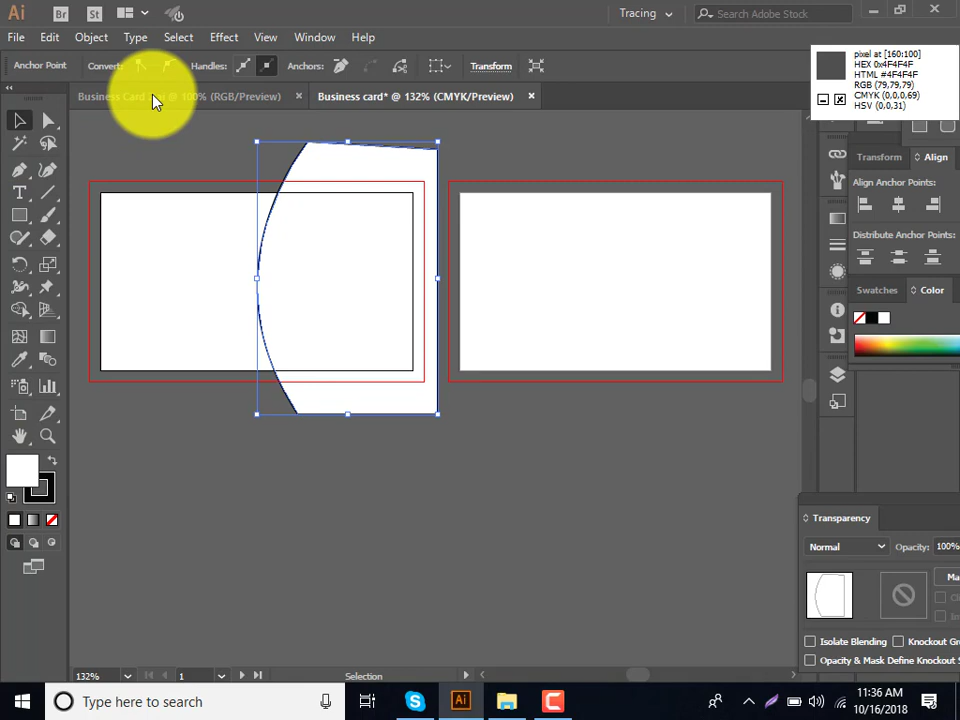 Ai Br St Tracing Search Adobe Stock
File Edit Object Type Select Effect View Window Help
Anchor Point Convert: Handles: Anchors: Transform
pixel at [160:100]
HEX 0x4F4F4F
HTML #4F4F4F
RGB (79,79,79)
CMYK (0,0,0,69)
HSV (0,0,31)
Business Card @ 100% (RGB/Preview) × Business card* @ 132% (CMYK/Preview) ×
Transform Align
Align Anchor Points:
Distribute Anchor Points:
Swatches Color
Transparency
Normal Opacity: 100%
Ma
Isolate Blending Knockout Gr
Opacity & Mask Define Knockout S
132% 1 Selection
Type here to search
Ai
11:36 AM
10/16/2018